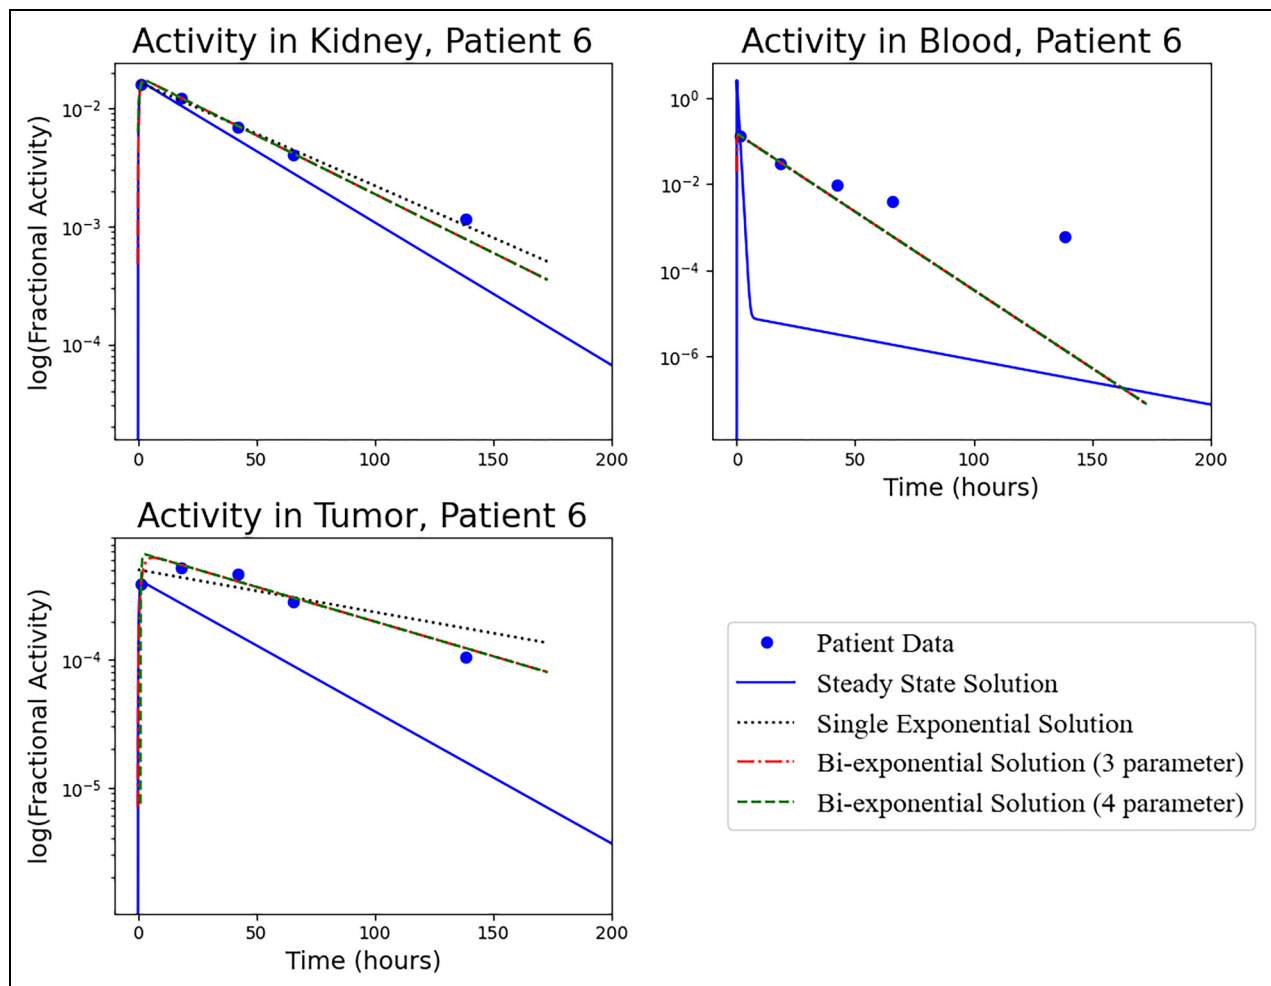 Activity in Kidney, Patient 6
log(Fractional Activity)
10⁻²
10⁻³
10⁻⁴
0 50 100 150 200
Activity in Blood, Patient 6
10⁰
10⁻²
10⁻⁴
10⁻⁶
0 50 100 150 200
Time (hours)
Activity in Tumor, Patient 6
log(Fractional Activity)
10⁻⁴
10⁻⁵
0 50 100 150 200
Time (hours)
Patient Data
Steady State Solution
Single Exponential Solution
Bi-exponential Solution (3 parameter)
Bi-exponential Solution (4 parameter)